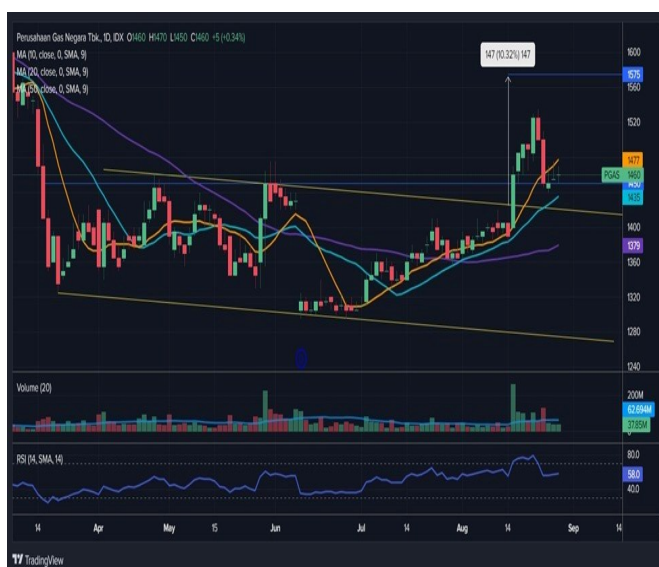 Perusahaan Gas Negara Tbk., 1D, IDX O1460 H1470 L1450 C1460 +5 (+0.34%)
MA (10, close, 0, SMA, 9)
MA (20, close, 0, SMA, 9)
MA (50, close, 0, SMA, 9)
147 (10.32%) 147
1600
1575
1560
1520
1477
PGAS 1460
1450
1435
1400
1379
1360
1320
1280
1240
Volume (20)
200M
62.694M
37.85M
RSI (14, SMA, 14)
80.0
58.0
40.0
14 Apr May 15 Jun Jul 14 Aug 14 Sep 14
TradingView